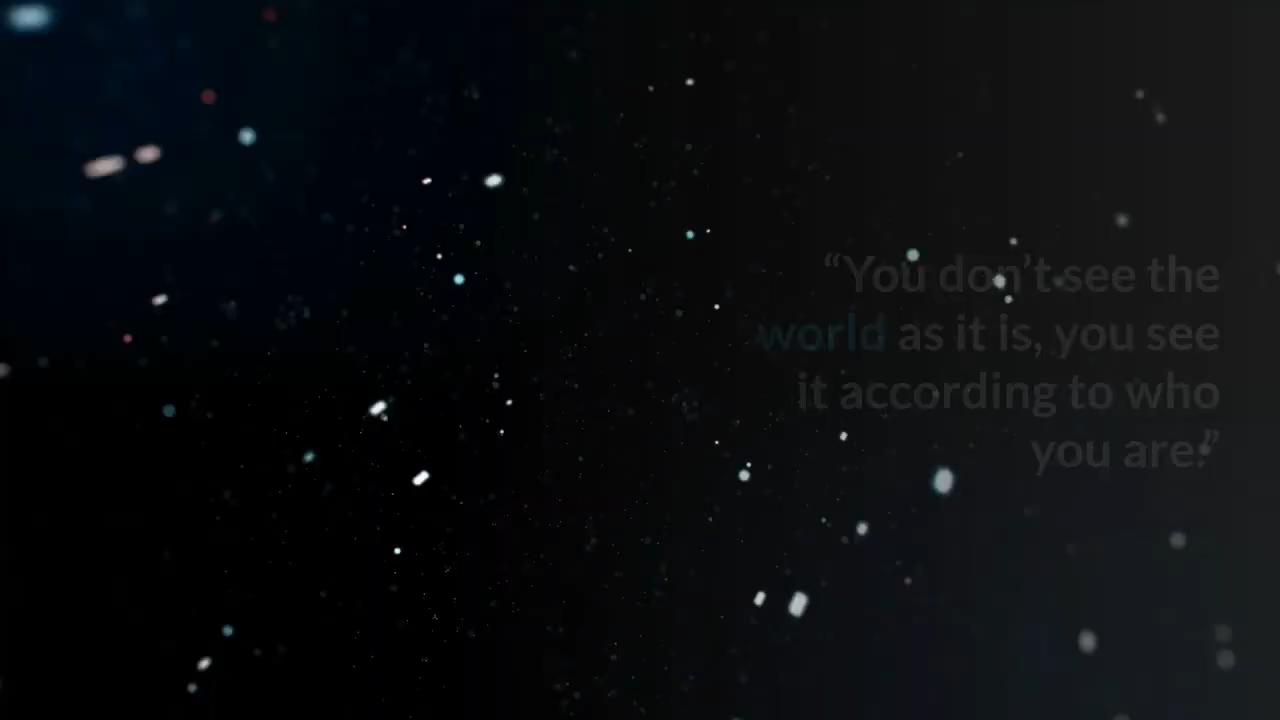 “You don’t see the
world as it is, you see
it according to who
you are.”